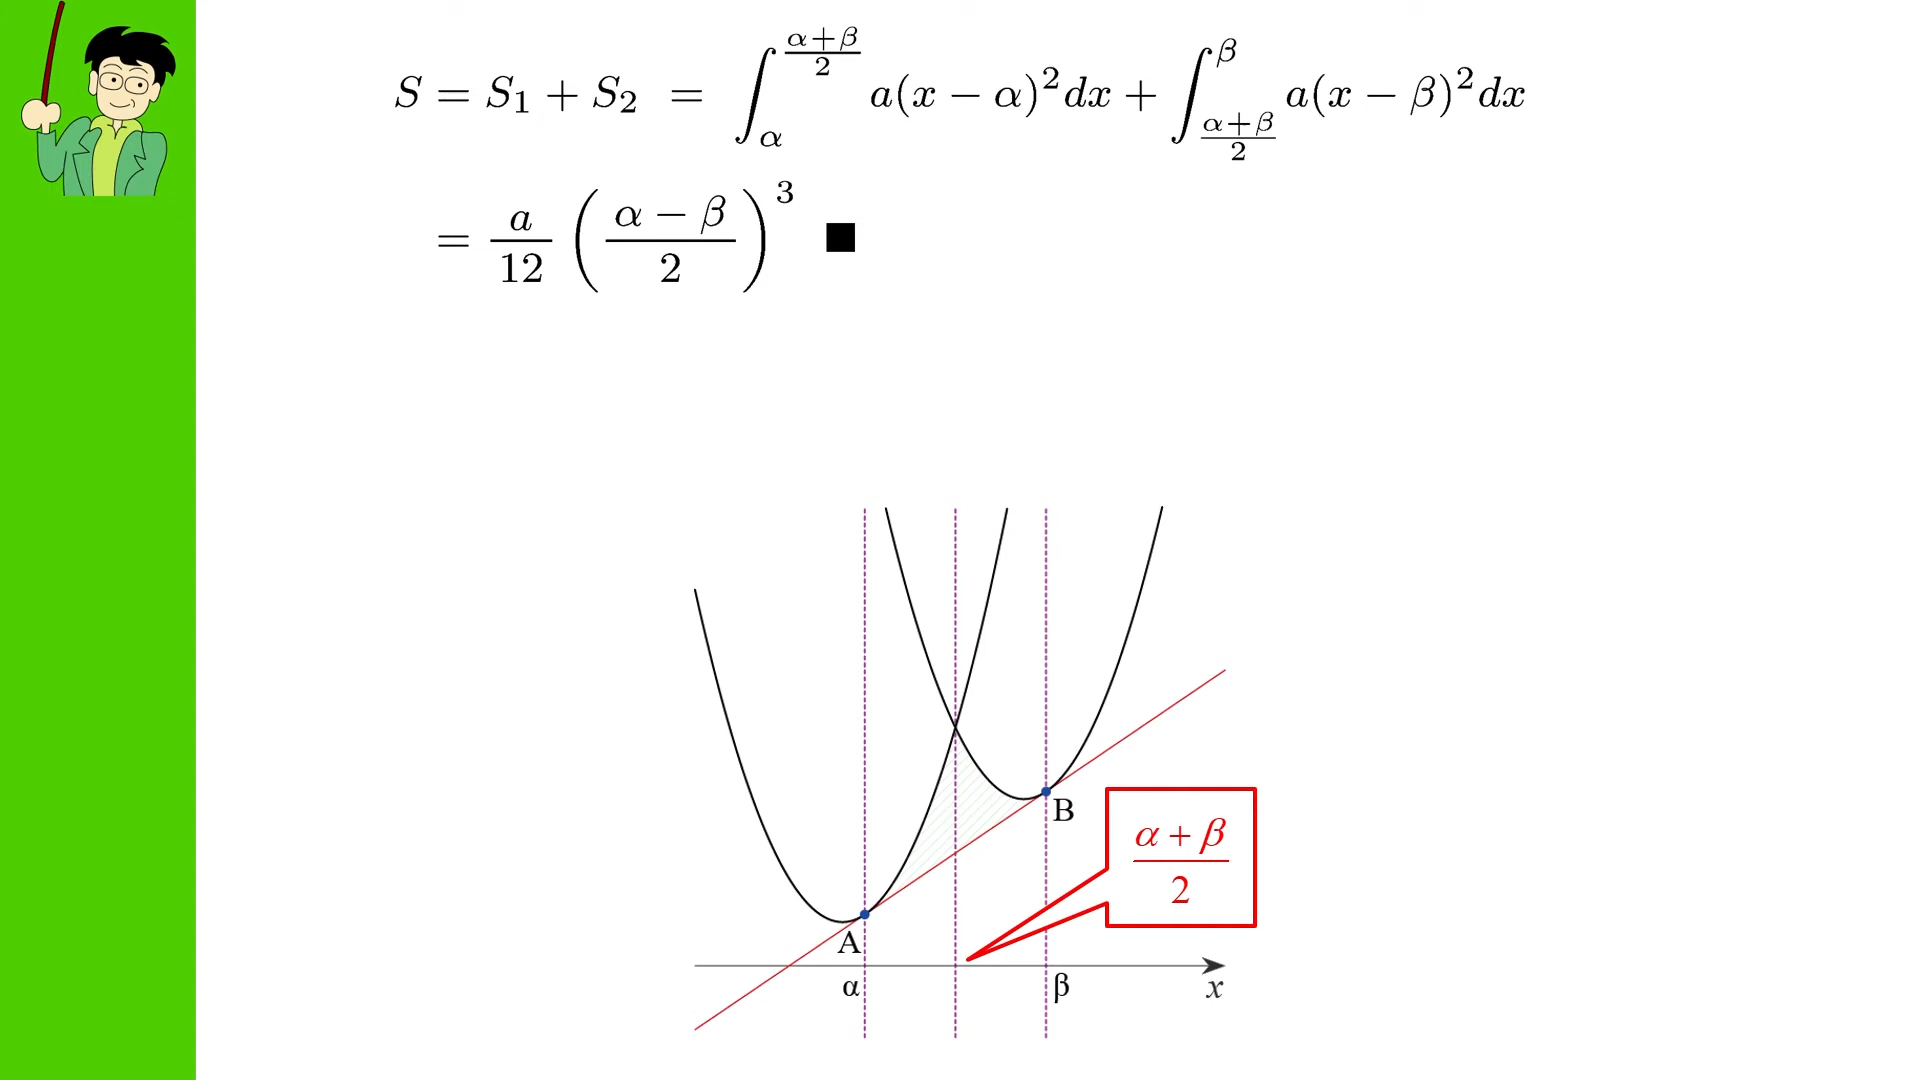 S = S₁ + S₂ = ∫_α^{(α+β)/2} a(x − α)²dx + ∫_{(α+β)/2}^β a(x − β)²dx
= a/12 ((α − β)/2)³ ■
(α + β)/2
A
B
α
β
x